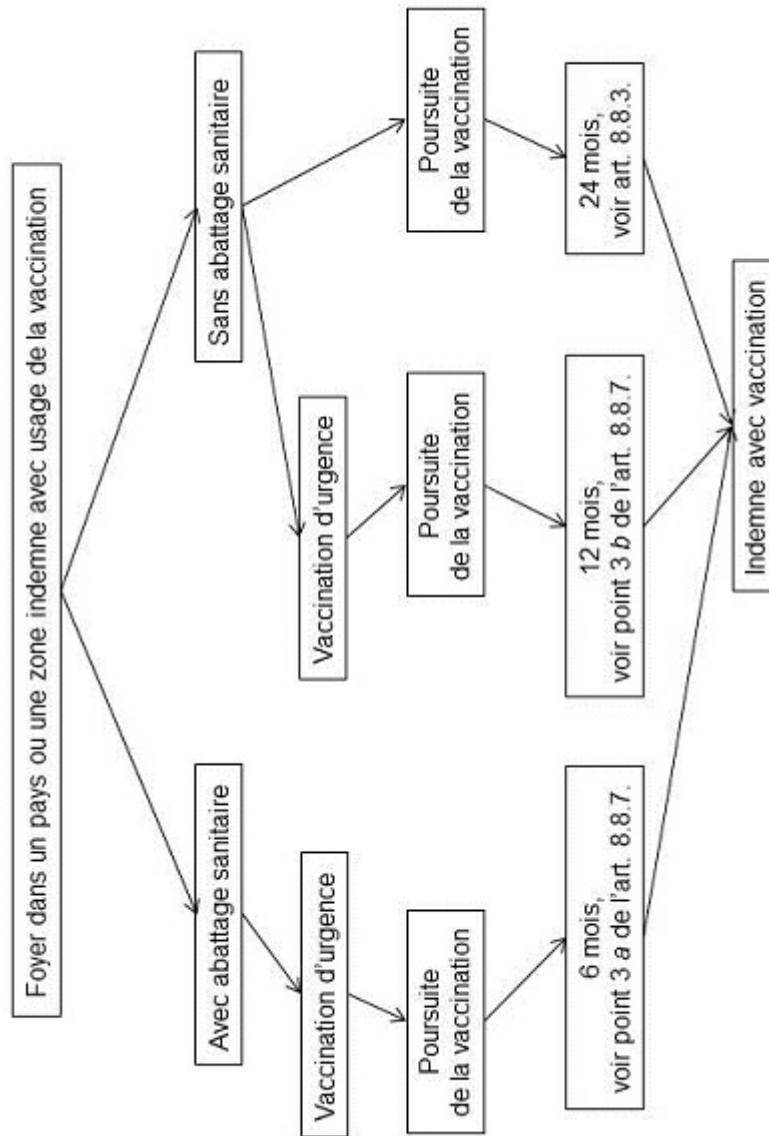 Foyer dans un pays ou une zone indemne avec usage de la vaccination
Avec abattage sanitaire
Sans abattage sanitaire
Vaccination d'urgence
Vaccination d'urgence
Poursuite
de la vaccination
Poursuite
de la vaccination
Poursuite
de la vaccination
6 mois,
voir point 3 a de l'art. 8.8.7.
12 mois,
voir point 3 b de l'art. 8.8.7.
24 mois,
voir art. 8.8.3.
Indemne avec vaccination